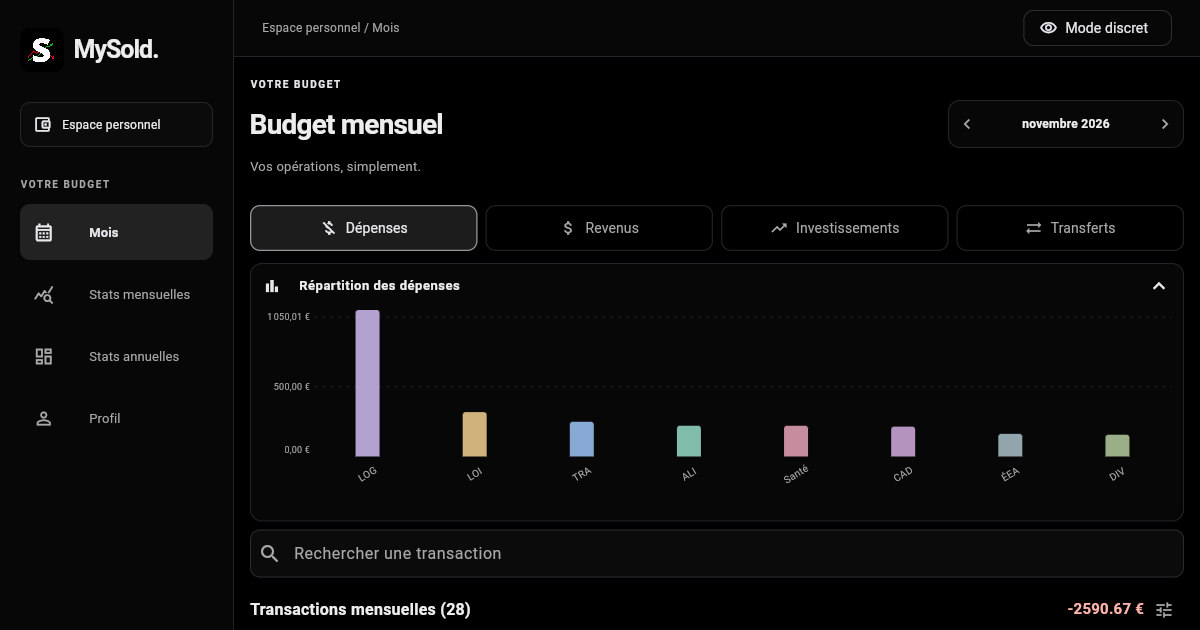 MySold.
Espace personnel
VOTRE BUDGET
Mois
Stats mensuelles
Stats annuelles
Profil
Espace personnel / Mois
Mode discret
VOTRE BUDGET
Budget mensuel
novembre 2026
Vos opérations, simplement.
Dépenses
Revenus
Investissements
Transferts
Répartition des dépenses
1 050,01 €
500,00 €
0,00 €
LOG
LOI
TRA
ALI
Santé
CAD
ÉEA
DIV
Rechercher une transaction
Transactions mensuelles (28)
-2590.67 €